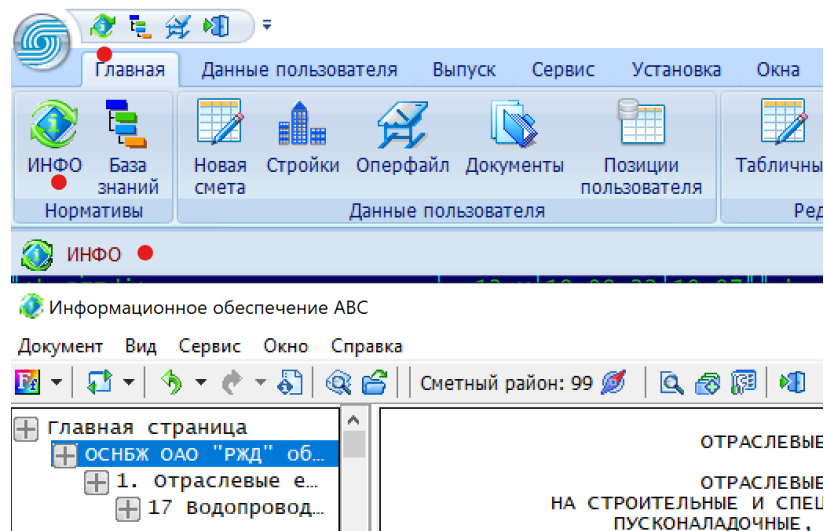 Главная Данные пользователя Выпуск Сервис Установка Окна
ИНФО База знаний Новая смета Стройки Оперфайл Документы Позиции пользователя Табличны
Нормативы Данные пользователя Ред
ИНФО
Информационное обеспечение АВС
Документ Вид Сервис Окно Справка
Сметный район: 99
Главная страница
ОСНБЖ ОАО "РЖД" об...
1. Отраслевые е...
17 Водопровод...
ОТРАСЛЕВЫЕ
ОТРАСЛЕВЫЕ
НА СТРОИТЕЛЬНЫЕ И СПЕЦ
ПУСКОНАЛАДОЧНЫЕ,